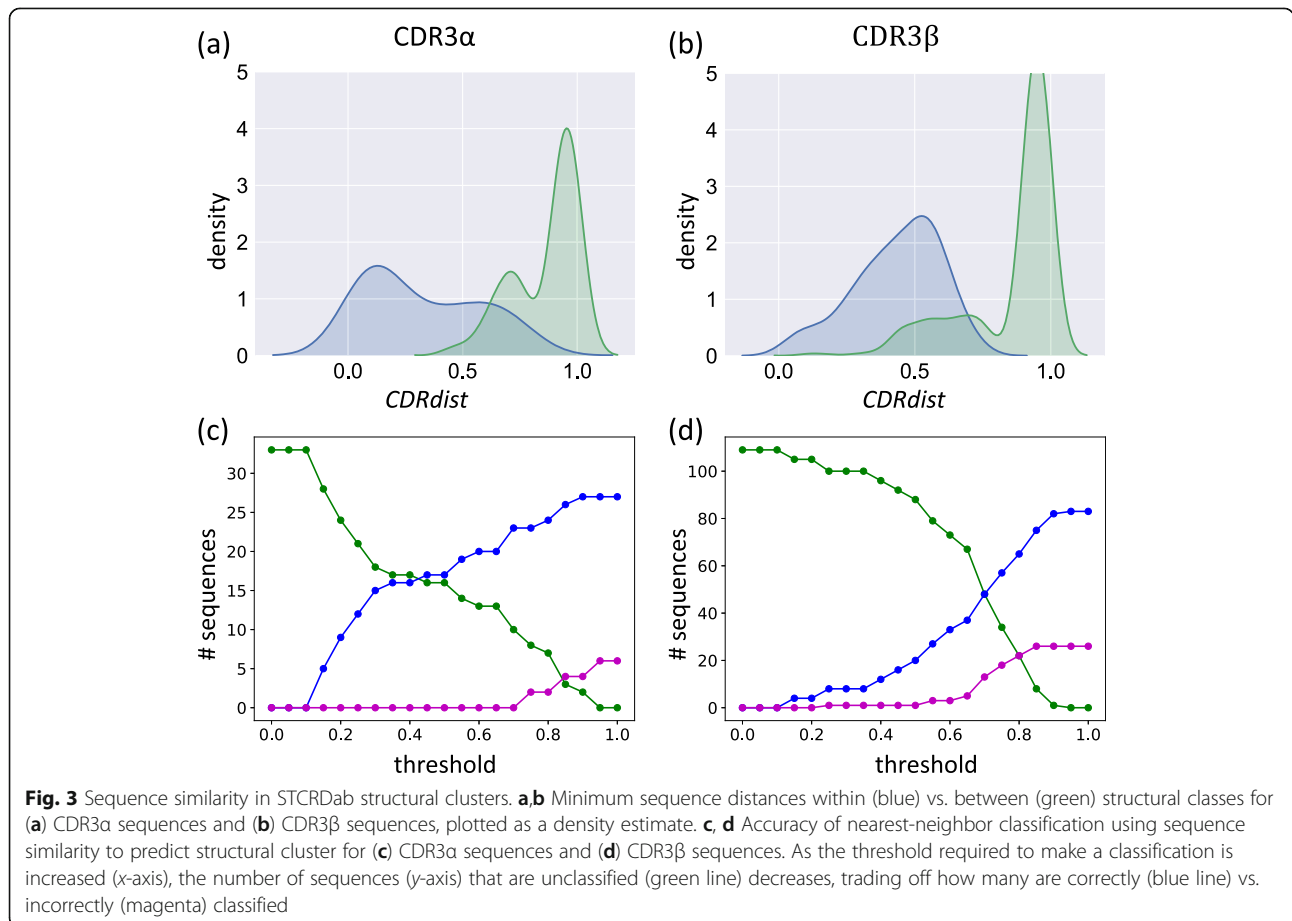 (a) CDR3α
(b) CDR3β
5
4
3
2
1
0
density
0.0 0.5 1.0
CDRdist
5
4
3
2
1
0
density
0.0 0.5 1.0
CDRdist
(c)
30
25
20
15
10
5
0
# sequences
0.0 0.2 0.4 0.6 0.8 1.0
threshold
(d)
100
80
60
40
20
0
# sequences
0.0 0.2 0.4 0.6 0.8 1.0
threshold
Fig. 3 Sequence similarity in STCRDab structural clusters. a,b Minimum sequence distances within (blue) vs. between (green) structural classes for
(a) CDR3α sequences and (b) CDR3β sequences, plotted as a density estimate. c, d Accuracy of nearest-neighbor classification using sequence
similarity to predict structural cluster for (c) CDR3α sequences and (d) CDR3β sequences. As the threshold required to make a classification is
increased (x-axis), the number of sequences (y-axis) that are unclassified (green line) decreases, trading off how many are correctly (blue line) vs.
incorrectly (magenta) classified